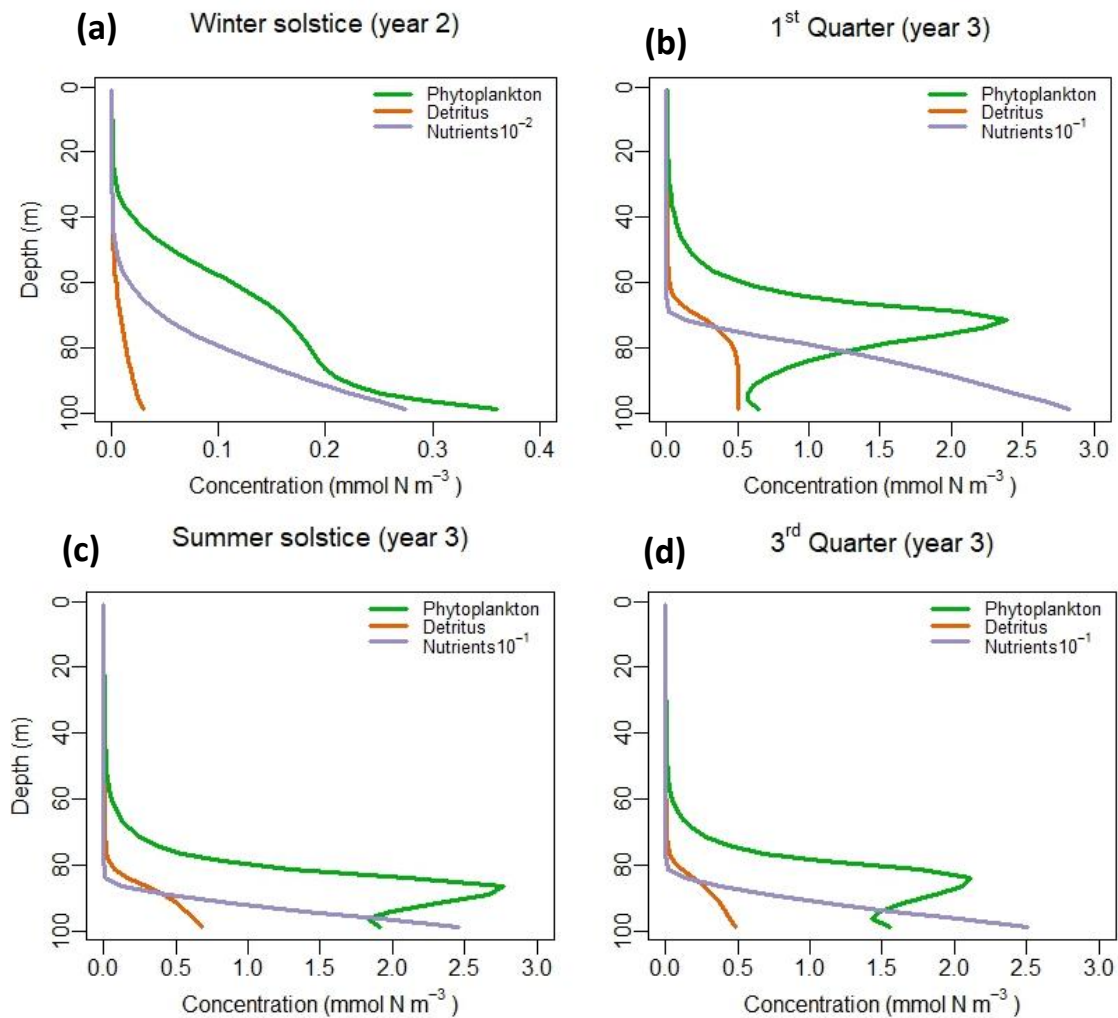 (a) Winter solstice (year 2)
Phytoplankton
Detritus
Nutrients10⁻²
0
20
40
60
80
100
Depth (m)
0.0 0.1 0.2 0.3 0.4
Concentration (mmol N m⁻³ )
(b) 1st Quarter (year 3)
Phytoplankton
Detritus
Nutrients10⁻¹
0
20
40
60
80
100
0.0 0.5 1.0 1.5 2.0 2.5 3.0
Concentration (mmol N m⁻³ )
(c) Summer solstice (year 3)
Phytoplankton
Detritus
Nutrients10⁻¹
0
20
40
60
80
100
Depth (m)
0.0 0.5 1.0 1.5 2.0 2.5 3.0
Concentration (mmol N m⁻³ )
(d) 3rd Quarter (year 3)
Phytoplankton
Detritus
Nutrients10⁻¹
0
20
40
60
80
100
0.0 0.5 1.0 1.5 2.0 2.5 3.0
Concentration (mmol N m⁻³ )